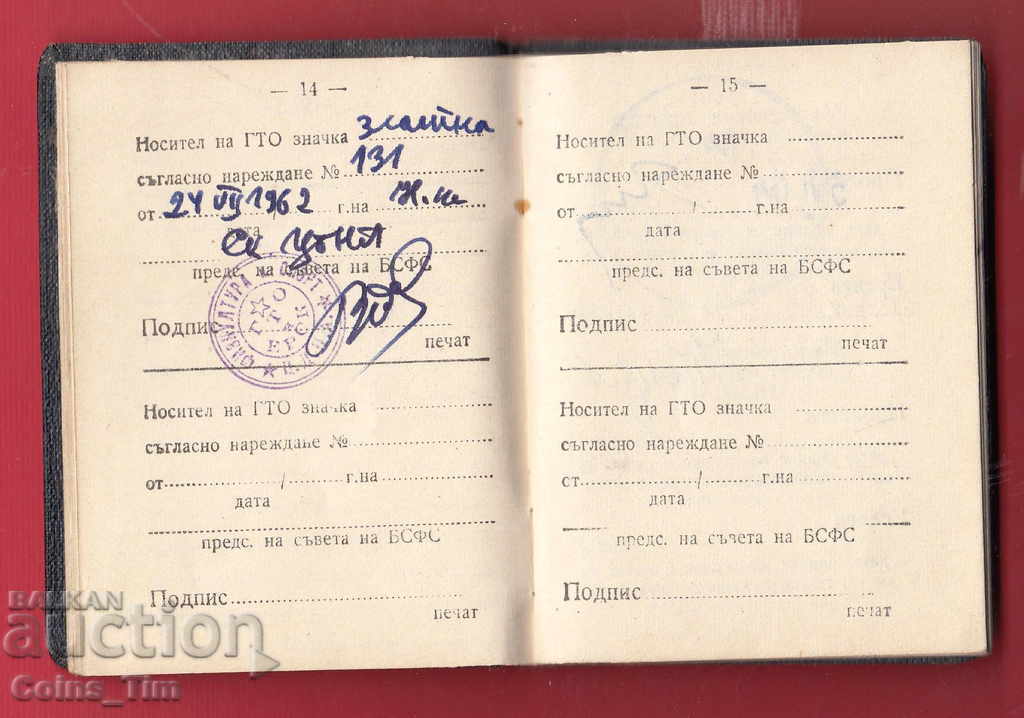 — 14 —
Носител на ГТО значка златна
съгласно нареждане № 131
от 24 VII 1962 г.на Н.
дата
предс. на съвета на БСФС
Подпис
печат
ФИЗКУЛТУРА И СПОРТ
ГТО
Носител на ГТО значка
съгласно нареждане №
от / г.на
дата
предс. на съвета на БСФС
Подпис
печат
— 15 —
Носител на ГТО значка
съгласно нареждане №
от / г.на
дата
предс. на съвета на БСФС
Подпис
печат
Носител на ГТО значка
съгласно нареждане №
от / г.на
дата
предс. на съвета на БСФС
Подпис
печат
БАЛКАН
auction
Coins_Tim